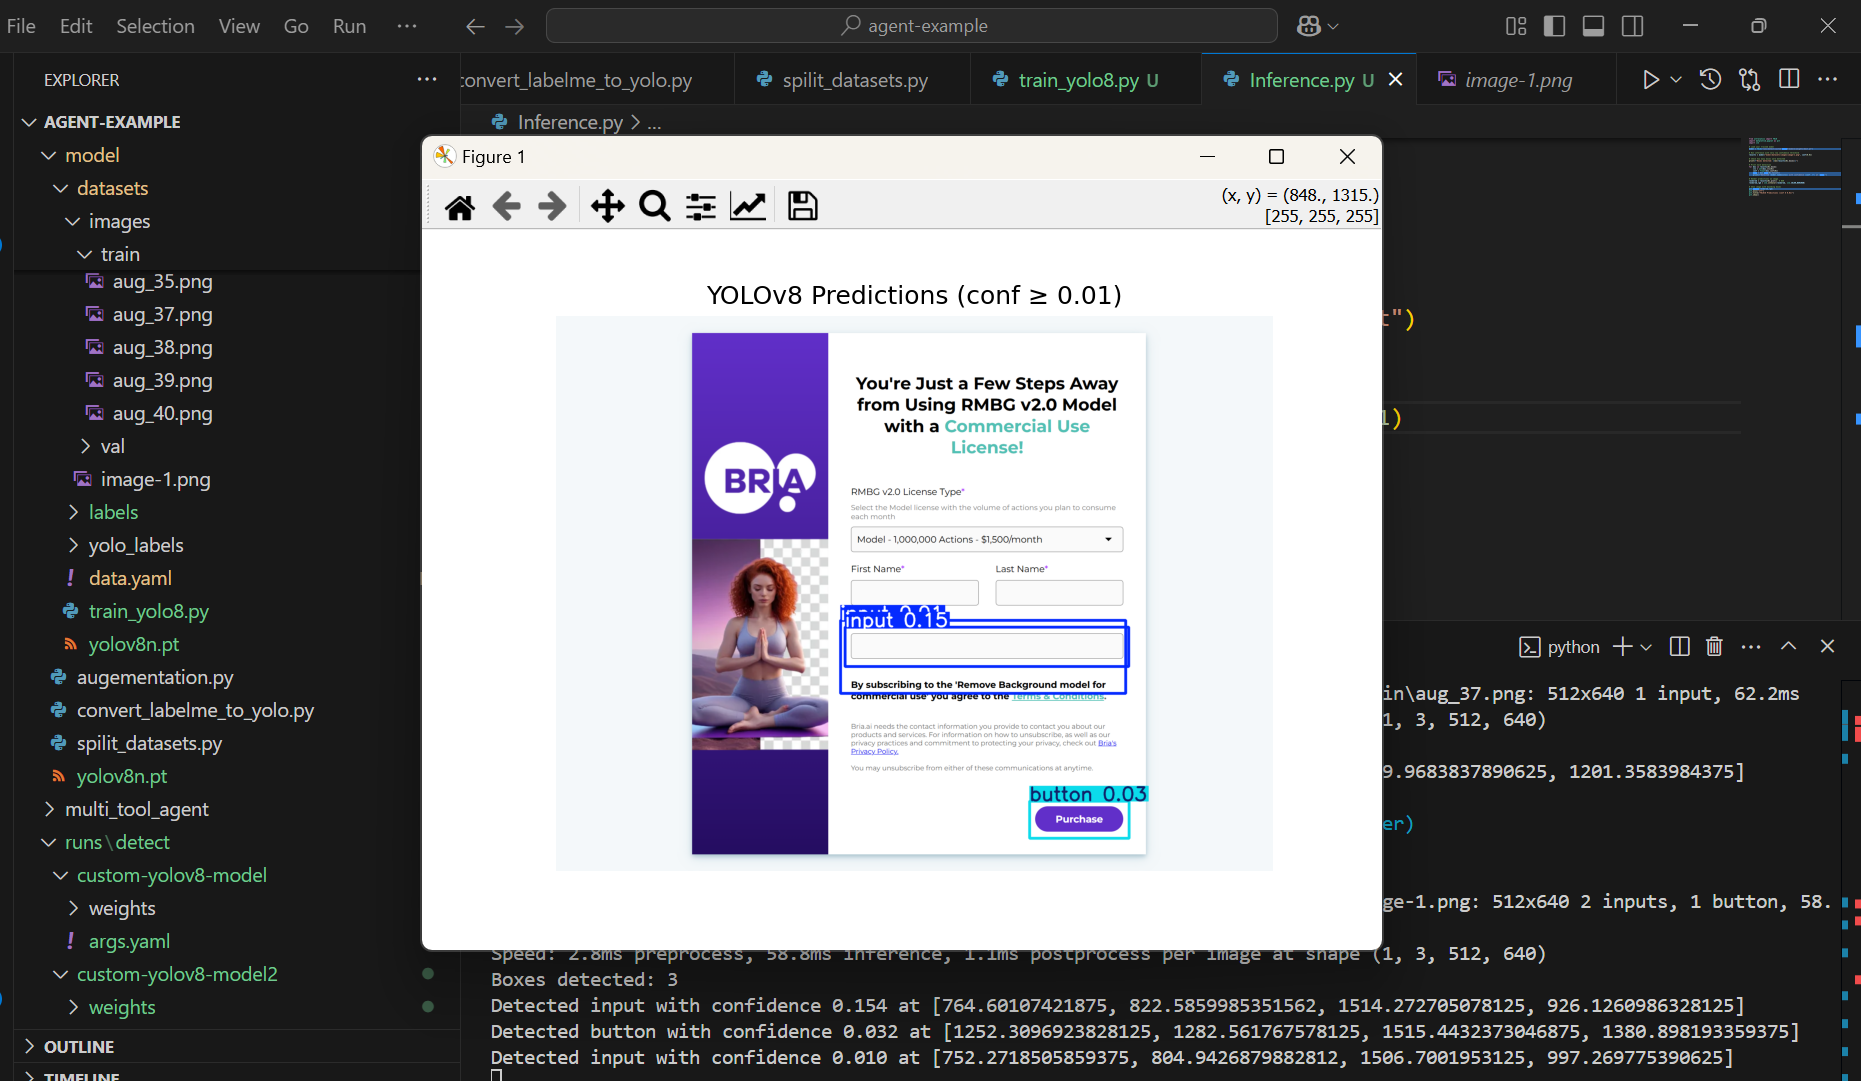 File Edit Selection View Go Run ··· agent-example
EXPLORER ···
AGENT-EXAMPLE
model
datasets
images
train
aug_35.png
aug_37.png
aug_38.png
aug_39.png
aug_40.png
val
image-1.png
labels
yolo_labels
! data.yaml
train_yolo8.py
yolov8n.pt
augementation.py
convert_labelme_to_yolo.py
spilit_datasets.py
yolov8n.pt
multi_tool_agent
runs\detect
custom-yolov8-model
weights
! args.yaml
custom-yolov8-model2
weights
OUTLINE
TIMELINE
convert_labelme_to_yolo.py spilit_datasets.py train_yolo8.py U Inference.py U image-1.png ···
Inference.py > ...
t")
1)
Figure 1
(x, y) = (848., 1315.)
[255, 255, 255]
YOLOv8 Predictions (conf ≥ 0.01)
BRIA
You're Just a Few Steps Away
from Using RMBG v2.0 Model
with a Commercial Use
License!
RMBG v2.0 License Type*
Select the Model license with the volume of actions you plan to consume
each month
Model - 1,000,000 Actions - $1,500/month
First Name* Last Name*
input 0.01
input 0.15
By subscribing to the 'Remove Background model for
commercial use' you agree to the Terms & Conditions.
Bria.ai needs the contact information you provide to contact you about our
products and services. For information on how to unsubscribe, as well as our
privacy practices and commitment to protecting your privacy, check out Bria's
Privacy Policy.
You may unsubscribe from either of these communications at anytime.
button 0.03
Purchase
python ···
in\aug_37.png: 512x640 1 input, 62.2ms
1, 3, 512, 640)
9.9683837890625, 1201.3583984375]
er)
ge-1.png: 512x640 2 inputs, 1 button, 58.
Speed: 2.8ms preprocess, 58.8ms inference, 1.1ms postprocess per image at shape (1, 3, 512, 640)
Boxes detected: 3
Detected input with confidence 0.154 at [764.60107421875, 822.5859985351562, 1514.272705078125, 926.1260986328125]
Detected button with confidence 0.032 at [1252.3096923828125, 1282.561767578125, 1515.4432373046875, 1380.898193359375]
Detected input with confidence 0.010 at [752.2718505859375, 804.9426879882812, 1506.7001953125, 997.269775390625]